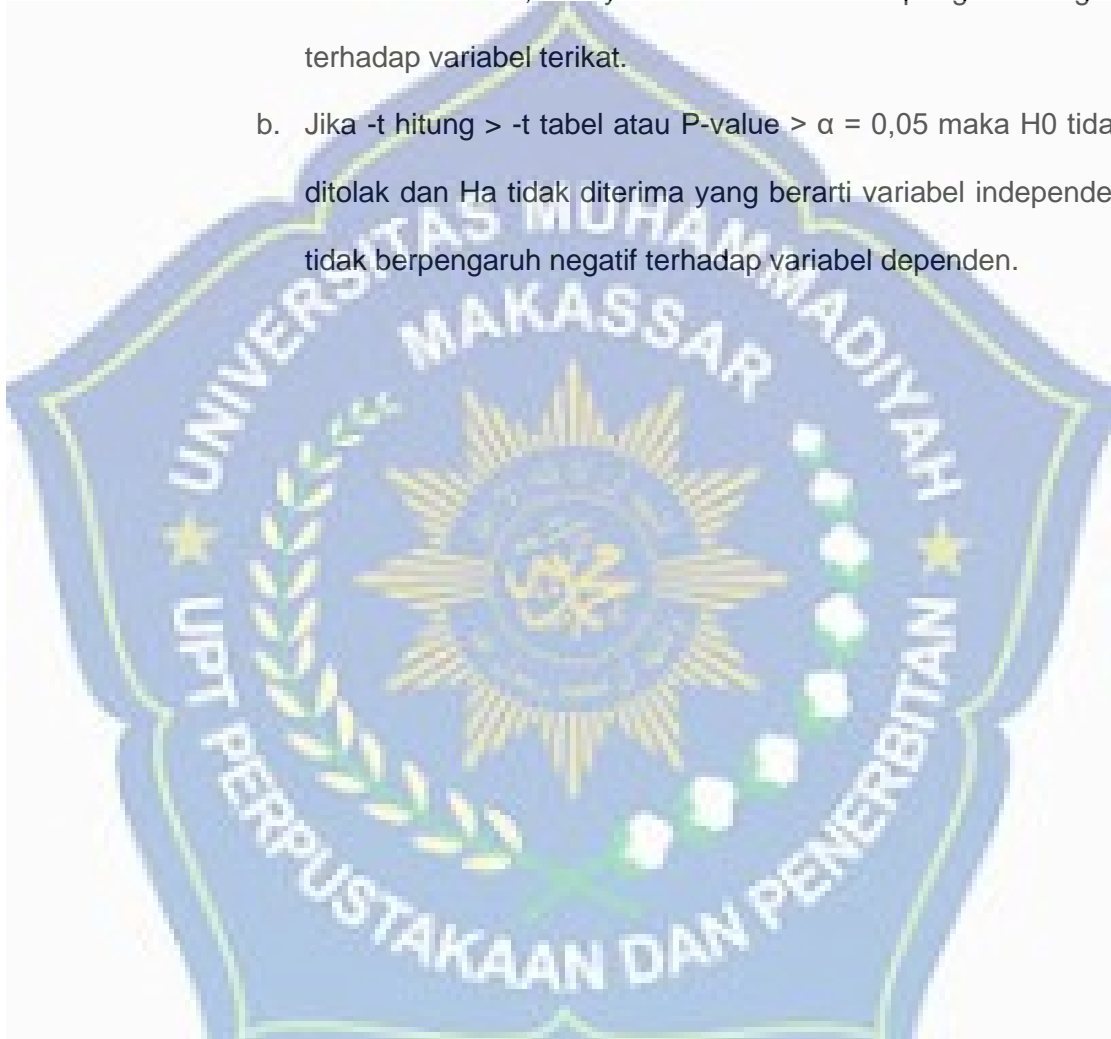 terhadap variabel terikat.
b. Jika -t hitung > -t tabel atau P-value > α = 0,05 maka H0 tida
ditolak dan Ha tidak diterima yang berarti variabel independe
tidak berpengaruh negatif terhadap variabel dependen.
UNIVERSITAS MUHAMMADIYAH
MAKASSAR
UPT PERPUSTAKAAN DAN PENERBITAN